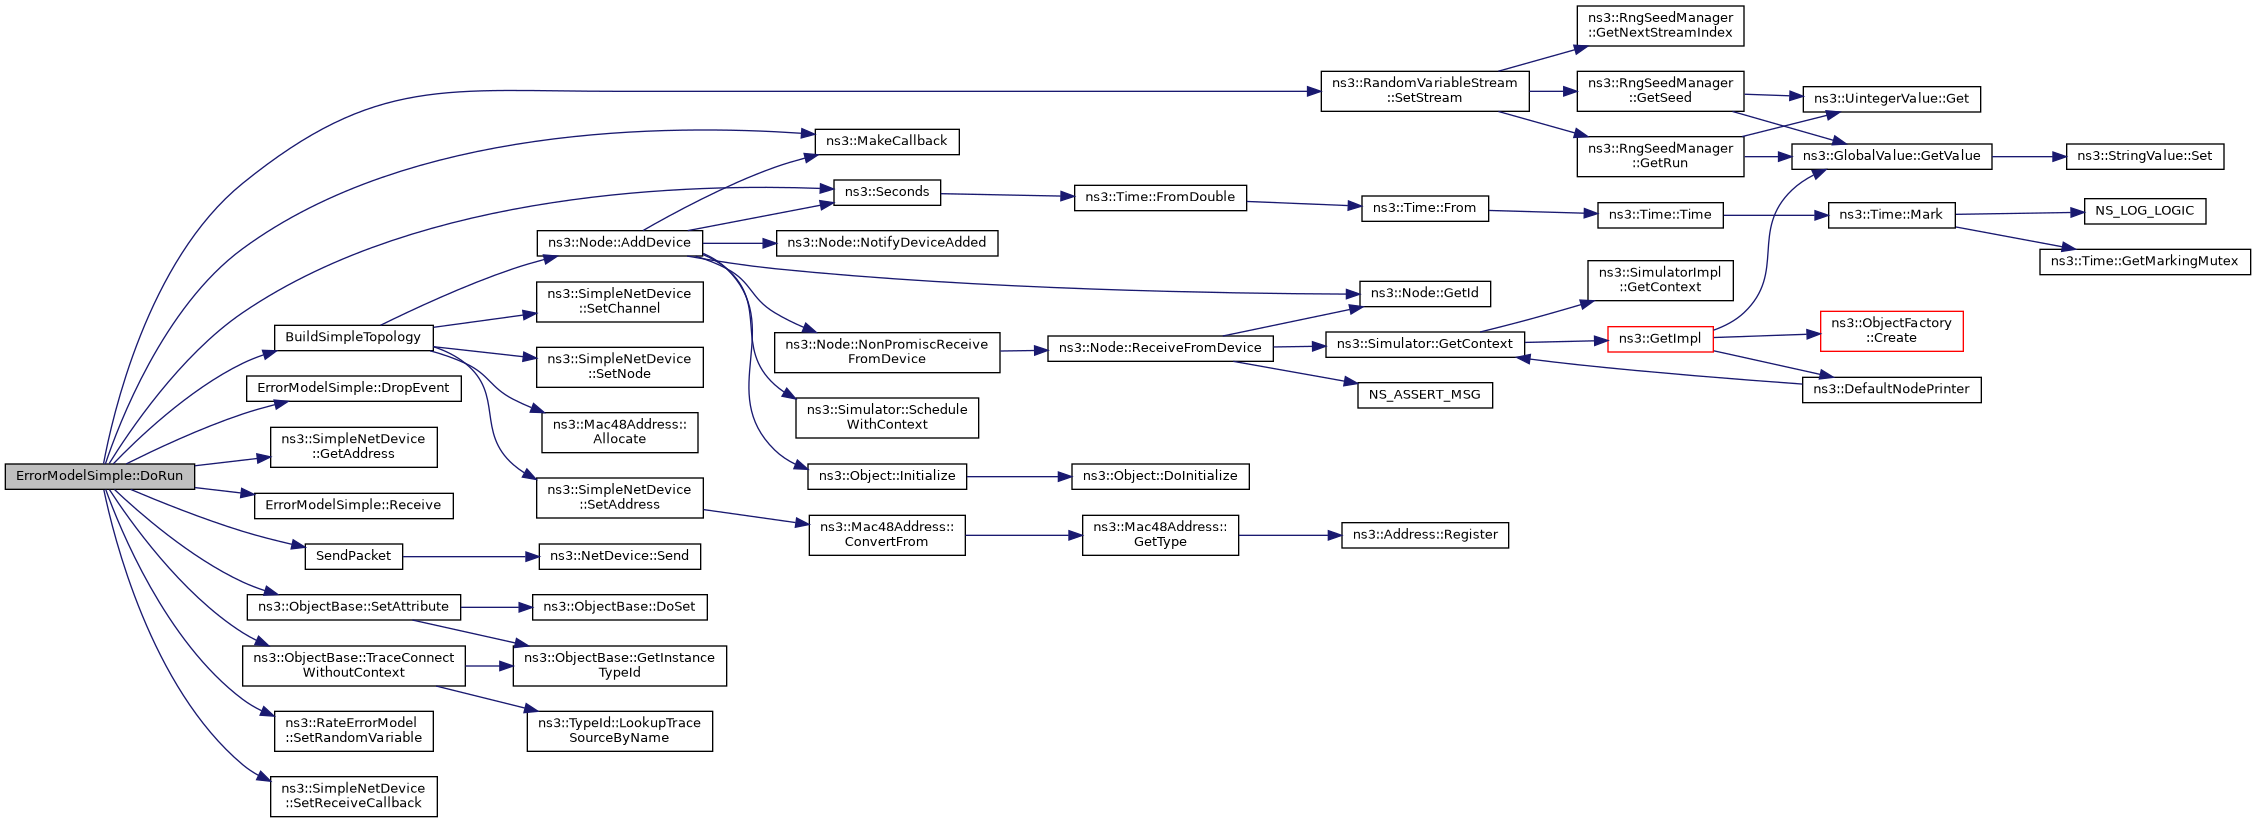 ErrorModelSimple::DoRun
BuildSimpleTopology
ErrorModelSimple::DropEvent
ns3::SimpleNetDevice
::GetAddress
ErrorModelSimple::Receive
SendPacket
ns3::ObjectBase::SetAttribute
ns3::ObjectBase::TraceConnect
WithoutContext
ns3::RateErrorModel
::SetRandomVariable
ns3::SimpleNetDevice
::SetReceiveCallback
ns3::Node::AddDevice
ns3::SimpleNetDevice
::SetChannel
ns3::SimpleNetDevice
::SetNode
ns3::Mac48Address::
Allocate
ns3::SimpleNetDevice
::SetAddress
ns3::NetDevice::Send
ns3::ObjectBase::DoSet
ns3::ObjectBase::GetInstance
TypeId
ns3::TypeId::LookupTrace
SourceByName
ns3::MakeCallback
ns3::Seconds
ns3::Node::NotifyDeviceAdded
ns3::Node::NonPromiscReceive
FromDevice
ns3::Simulator::Schedule
WithContext
ns3::Object::Initialize
ns3::Mac48Address::
ConvertFrom
ns3::Time::FromDouble
ns3::Node::ReceiveFromDevice
ns3::Object::DoInitialize
ns3::Mac48Address::
GetType
ns3::RandomVariableStream
::SetStream
ns3::Time::From
ns3::Node::GetId
ns3::Simulator::GetContext
NS_ASSERT_MSG
ns3::Address::Register
ns3::RngSeedManager
::GetNextStreamIndex
ns3::RngSeedManager
::GetSeed
ns3::RngSeedManager
::GetRun
ns3::Time::Time
ns3::SimulatorImpl
::GetContext
ns3::GetImpl
ns3::UintegerValue::Get
ns3::GlobalValue::GetValue
ns3::Time::Mark
ns3::ObjectFactory
::Create
ns3::DefaultNodePrinter
ns3::StringValue::Set
NS_LOG_LOGIC
ns3::Time::GetMarkingMutex